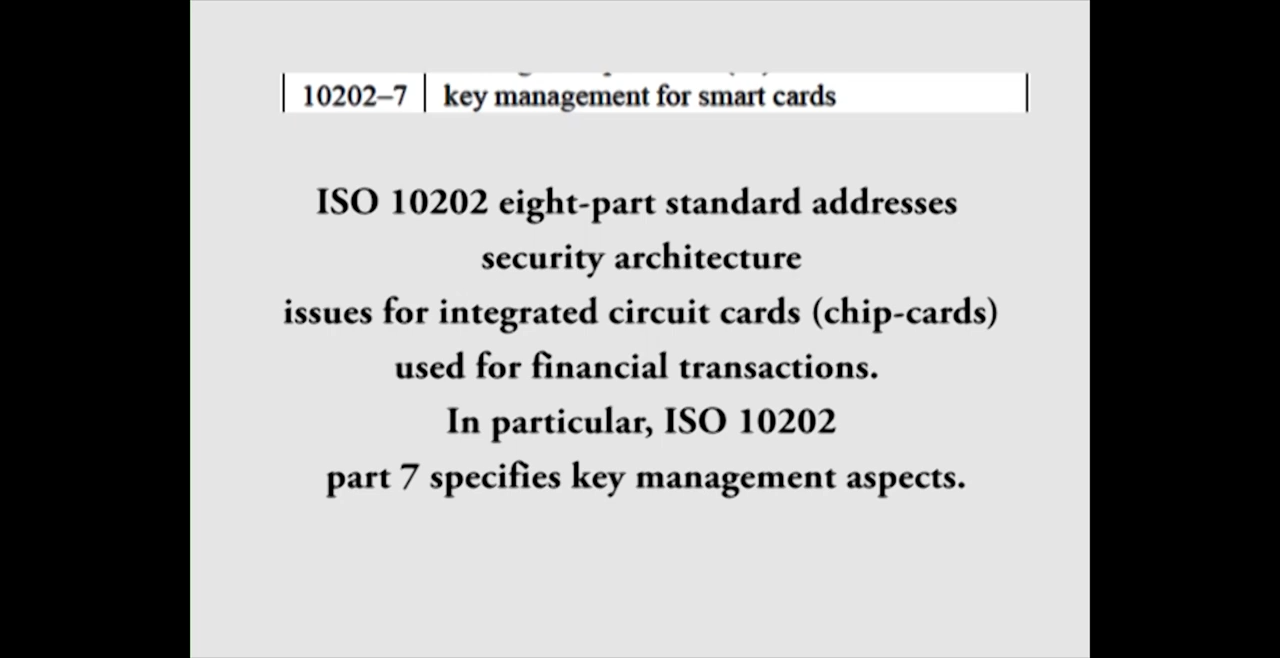 10202–7 key management for smart cards
ISO 10202 eight-part standard addresses
security architecture
issues for integrated circuit cards (chip-cards)
used for financial transactions.
In particular, ISO 10202
part 7 specifies key management aspects.